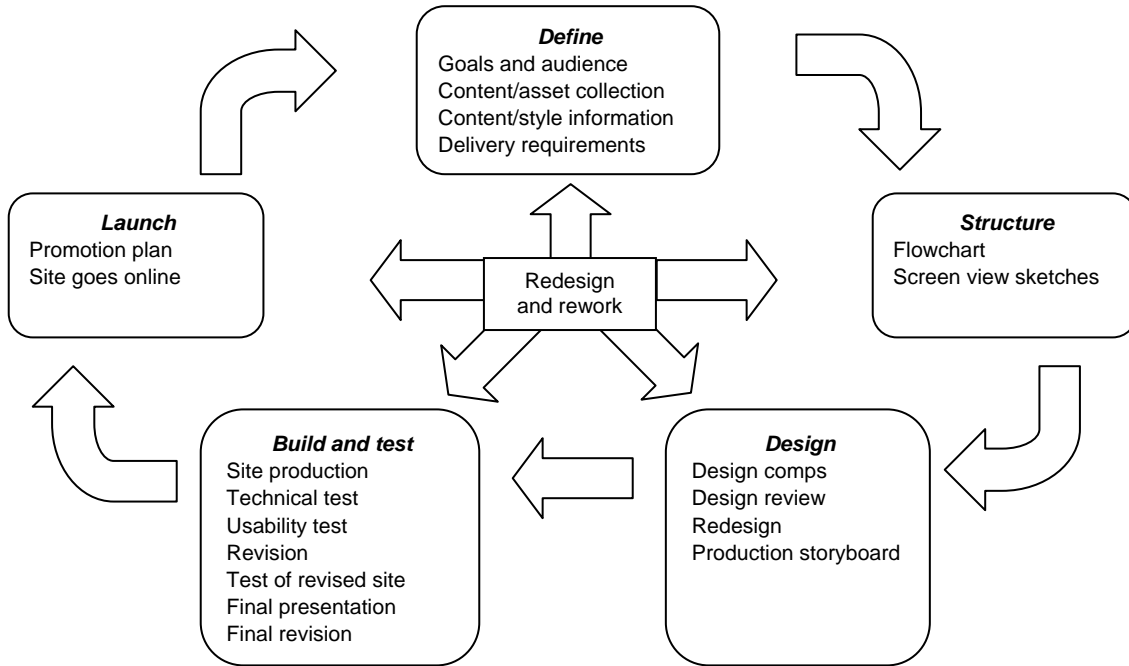 Define
Goals and audience
Content/asset collection
Content/style information
Delivery requirements
Launch
Promotion plan
Site goes online
Structure
Flowchart
Screen view sketches
Redesign
and rework
Build and test
Site production
Technical test
Usability test
Revision
Test of revised site
Final presentation
Final revision
Design
Design comps
Design review
Redesign
Production storyboard